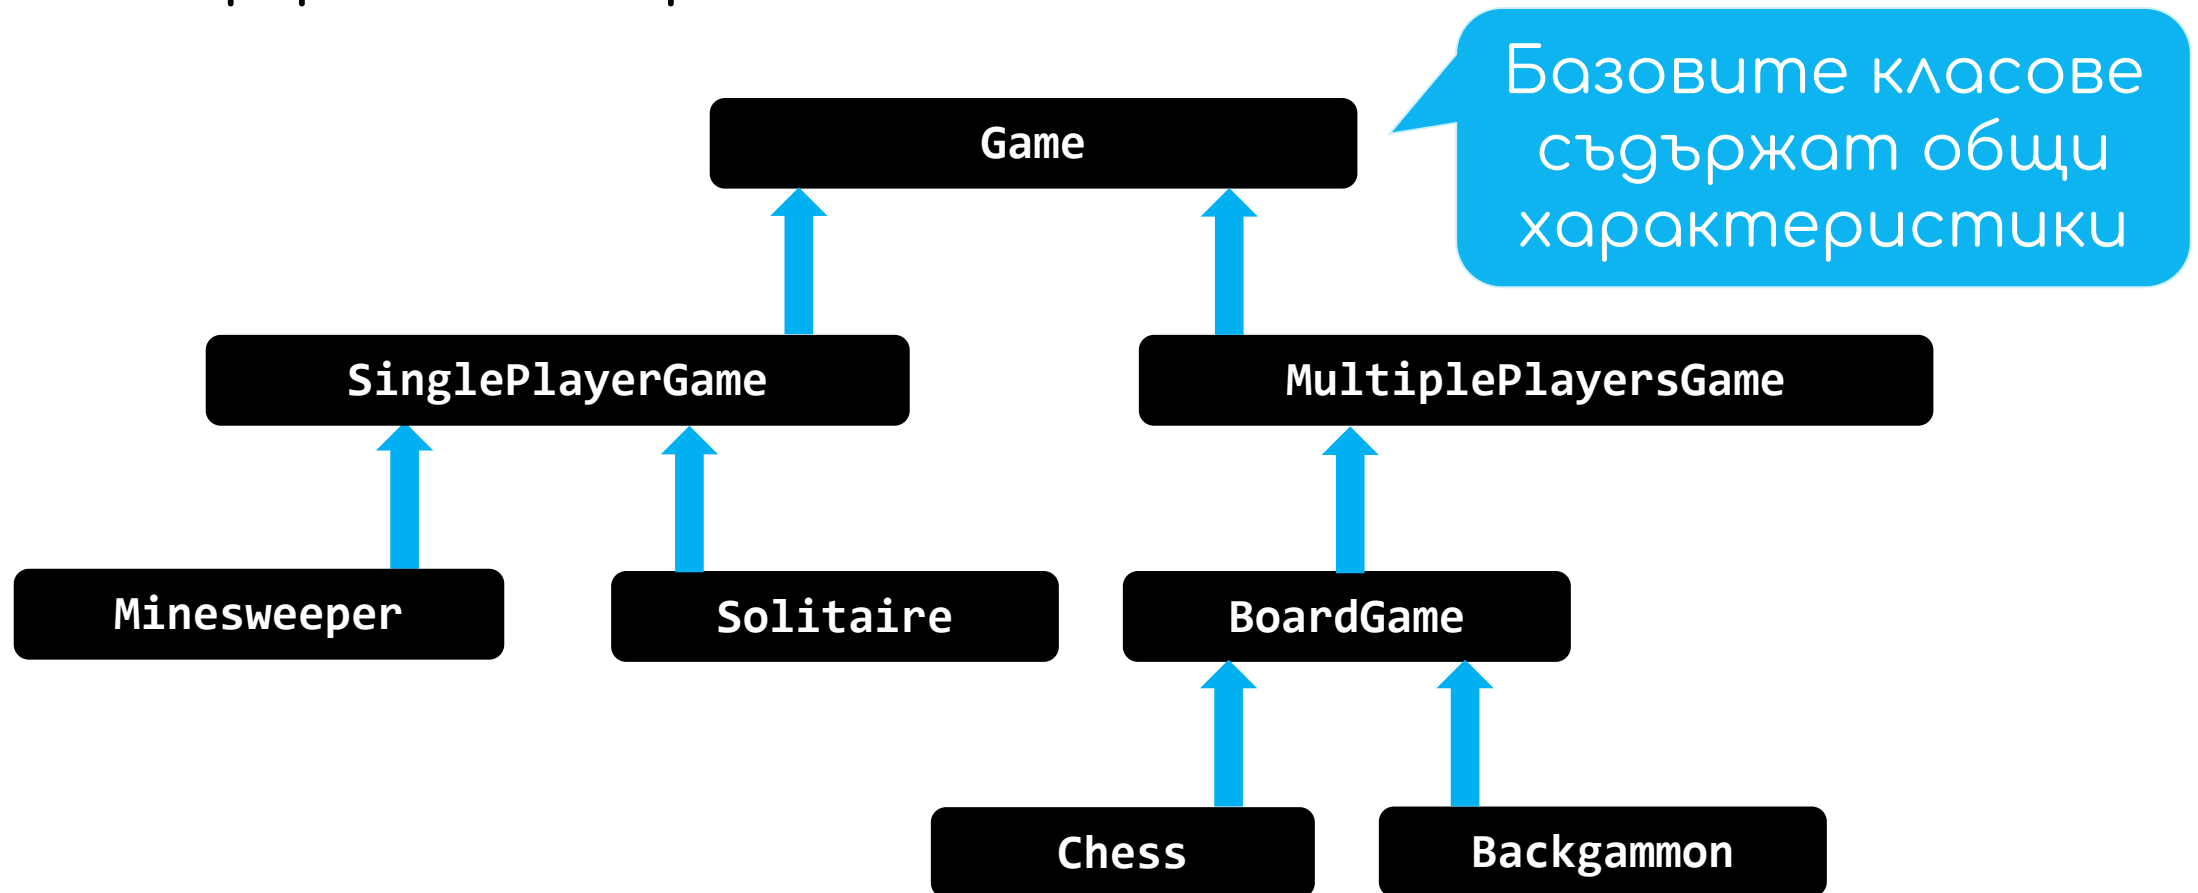 Базовите класове
съдържат общи
характеристики
Game
SinglePlayerGame
MultiplePlayersGame
Minesweeper
Solitaire
BoardGame
Chess
Backgammon